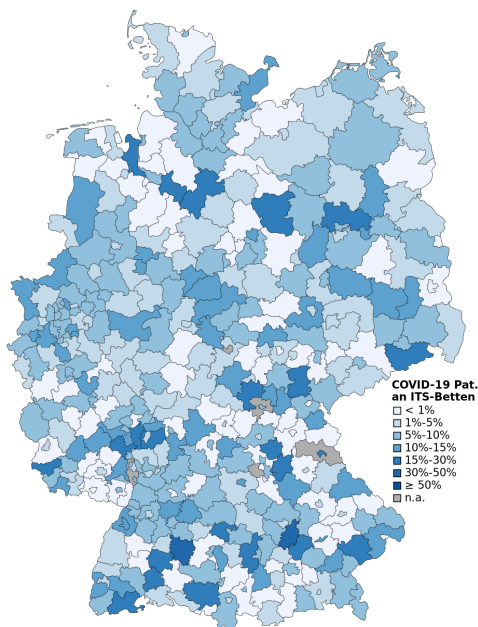 COVID-19 Pat.
an ITS-Betten
< 1%
1%-5%
5%-10%
10%-15%
15%-30%
30%-50%
≥ 50%
n.a.